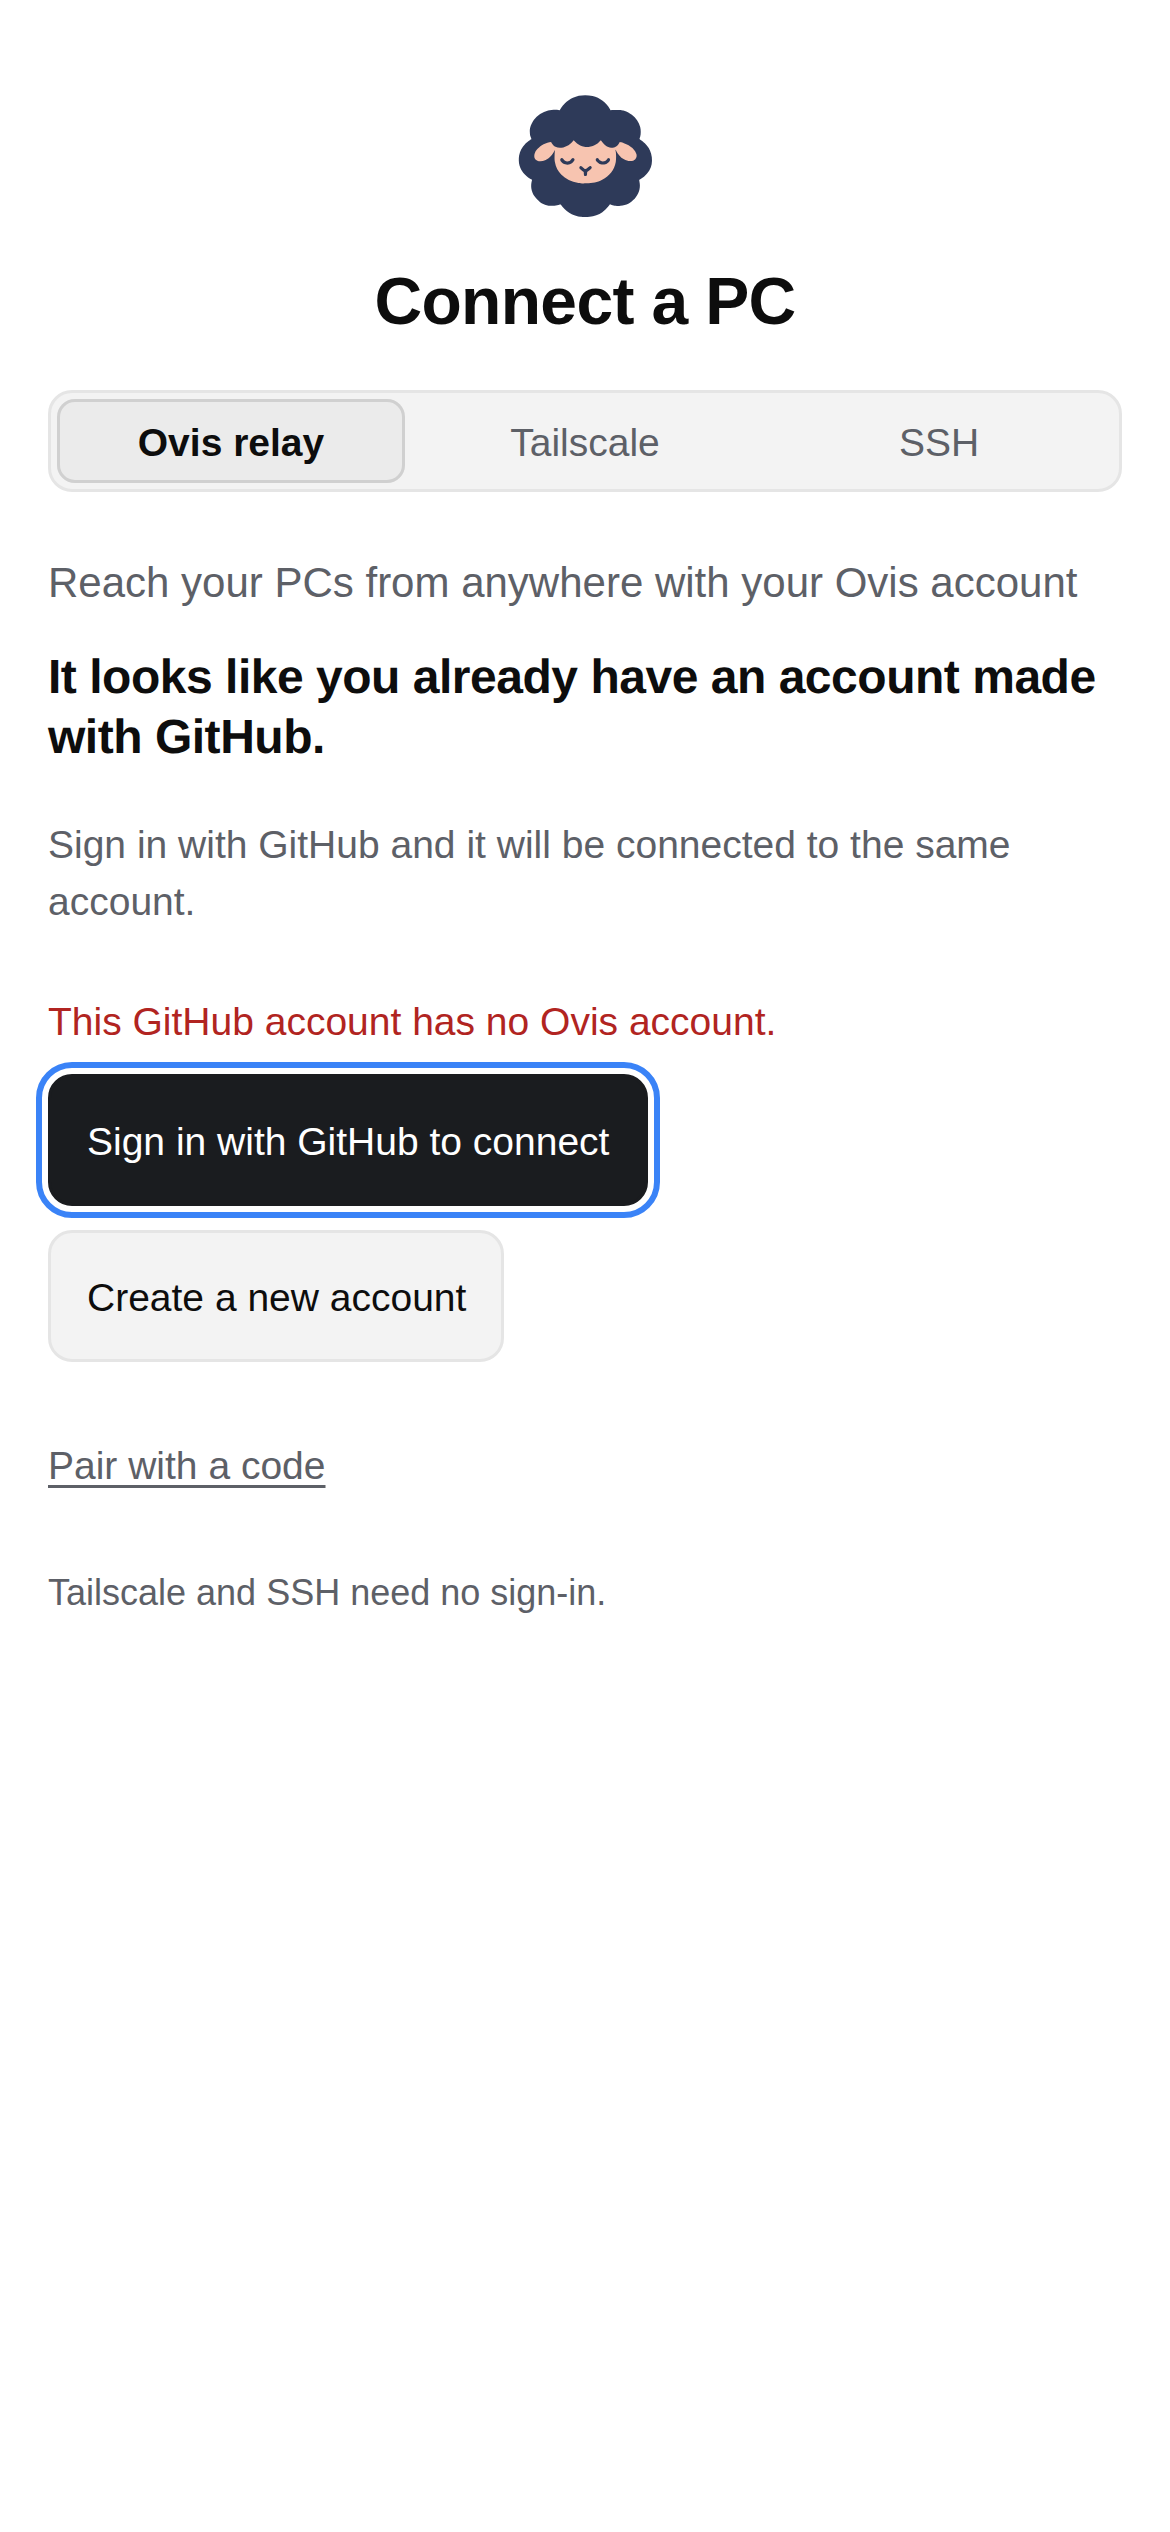 Connect a PC
Ovis relay
Tailscale
SSH
Reach your PCs from anywhere with your Ovis account
It looks like you already have an account made
with GitHub.
Sign in with GitHub and it will be connected to the same
account.
This GitHub account has no Ovis account.
Sign in with GitHub to connect
Create a new account
Pair with a code
Tailscale and SSH need no sign-in.